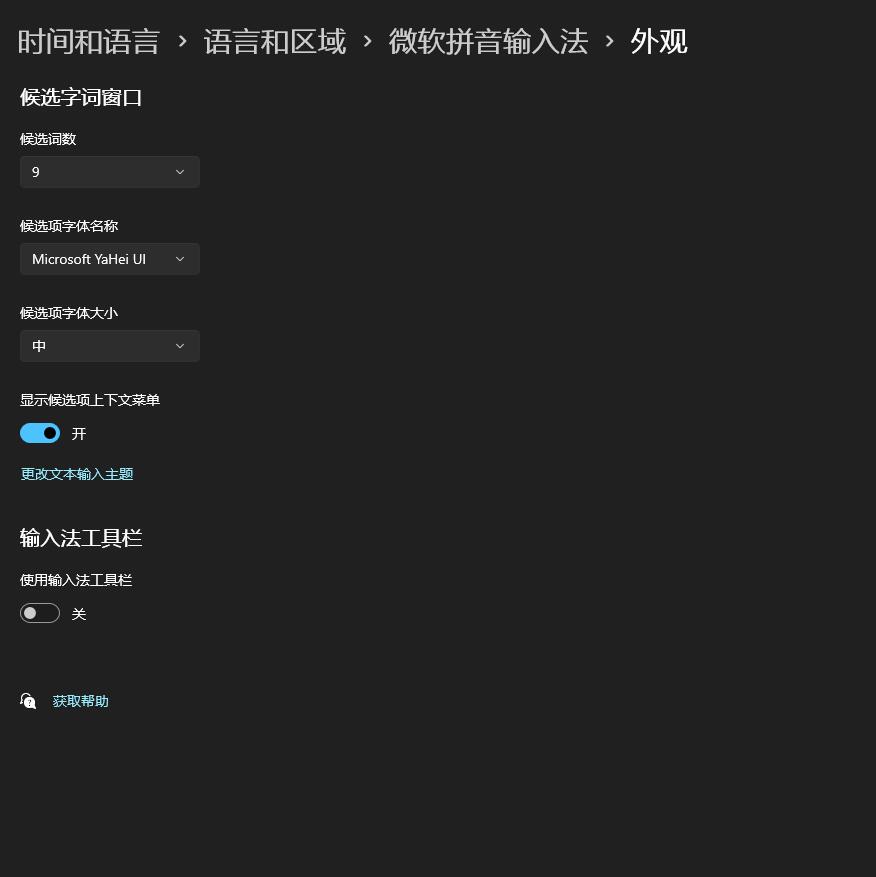 时间和语言 › 语言和区域 › 微软拼音输入法 › 外观
候选字词窗口
候选词数
9
候选项字体名称
Microsoft YaHei UI
候选项字体大小
中
显示候选项上下文菜单
开
更改文本输入主题
输入法工具栏
使用输入法工具栏
关
获取帮助